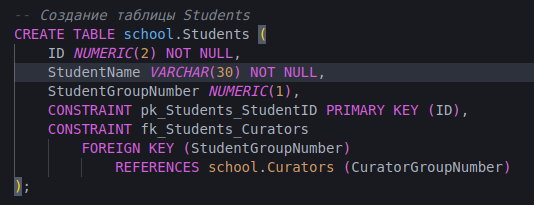 -- Создание таблицы Students
CREATE TABLE school.Students (
    ID NUMERIC(2) NOT NULL,
    StudentName VARCHAR(30) NOT NULL,
    StudentGroupNumber NUMERIC(1),
    CONSTRAINT pk_Students_StudentID PRIMARY KEY (ID),
    CONSTRAINT fk_Students_Curators
        FOREIGN KEY (StudentGroupNumber)
            REFERENCES school.Curators (CuratorGroupNumber)
);